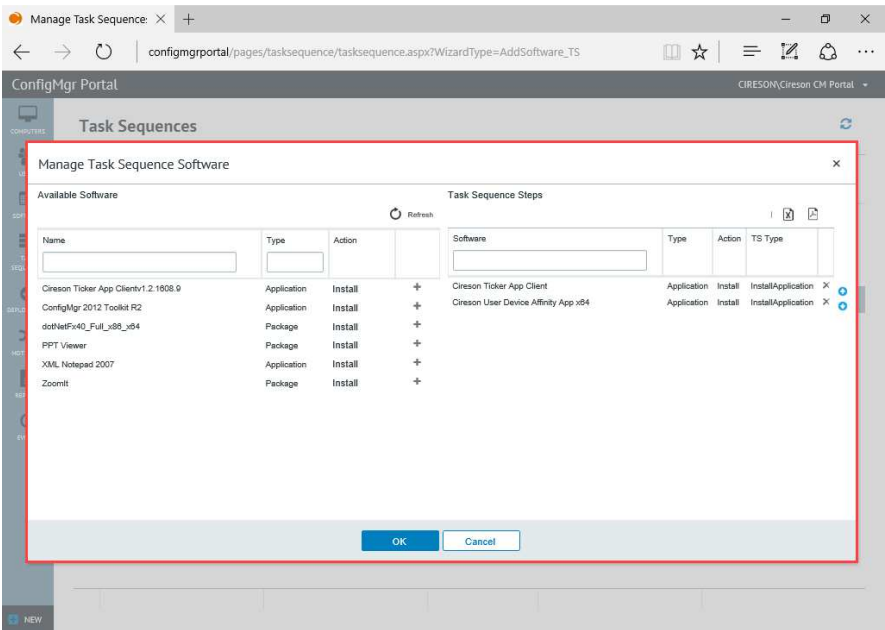 Manage Task Sequence:
configmgrportal/pages/tasksequence/tasksequence.aspx?WizardType=AddSoftware_TS
ConfigMgr Portal
CIRESON\Cireson CM Portal
COMPUTERS
Task Sequences
Manage Task Sequence Software
Available Software
Task Sequence Steps
Refresh
Name Type Action
Software Type Action TS Type
Cireson Ticker App Clientv1.2.1608.9 Application Install
ConfigMgr 2012 Toolkit R2 Application Install
dotNetFx40_Full_x86_x64 Package Install
PPT Viewer Package Install
XML Notepad 2007 Application Install
ZoomIt Package Install
Cireson Ticker App Client Application Install InstallApplication
Cireson User Device Affinity App x64 Application Install InstallApplication
OK
Cancel
NEW